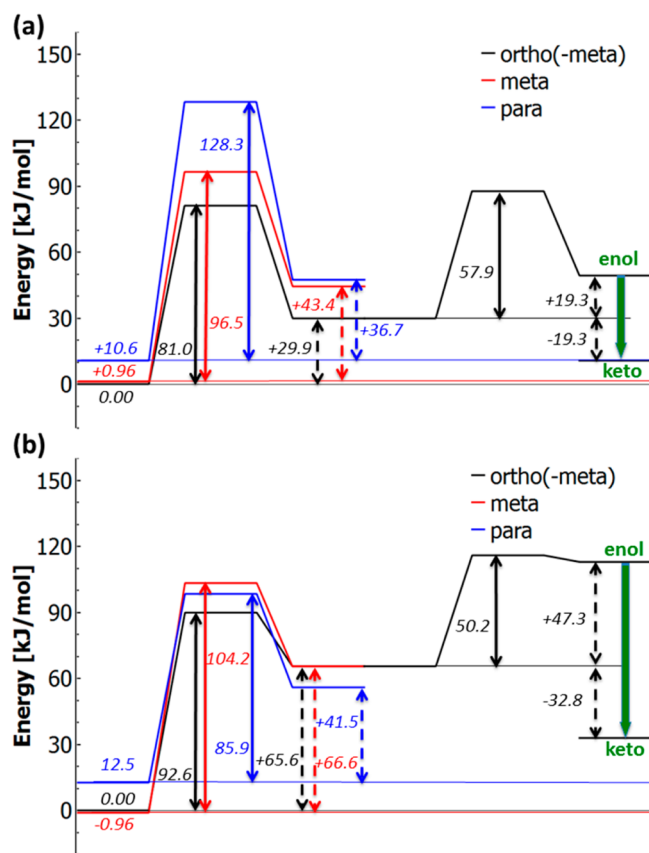 (a)
150
120
90
60
30
0
Energy [kJ/mol]
ortho(-meta)
meta
para
128.3
96.5
81.0
+10.6
+0.96
0.00
+43.4
+36.7
+29.9
57.9
enol
+19.3
-19.3
keto
(b)
150
120
90
60
30
0
Energy [kJ/mol]
ortho(-meta)
meta
para
104.2
85.9
92.6
12.5
0.00
-0.96
+41.5
+65.6
+66.6
50.2
enol
+47.3
-32.8
keto